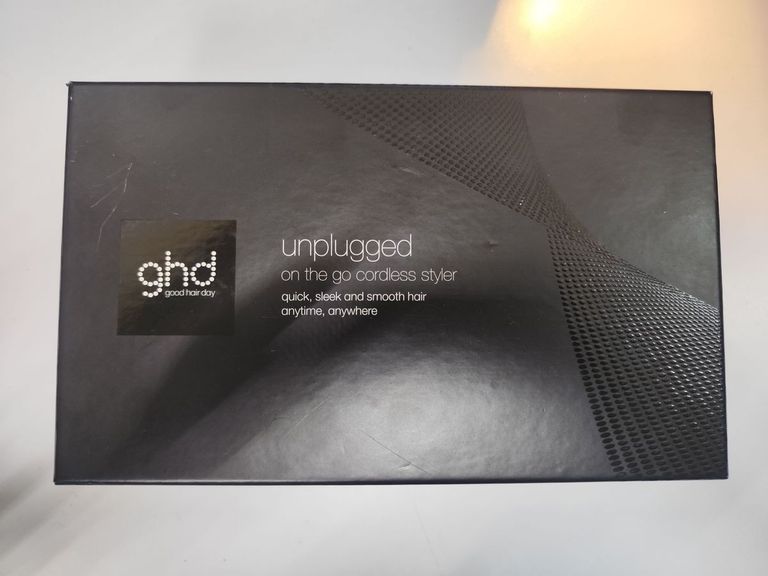 ghd
good hair day
unplugged
on the go cordless styler
quick, sleek and smooth hair
anytime, anywhere